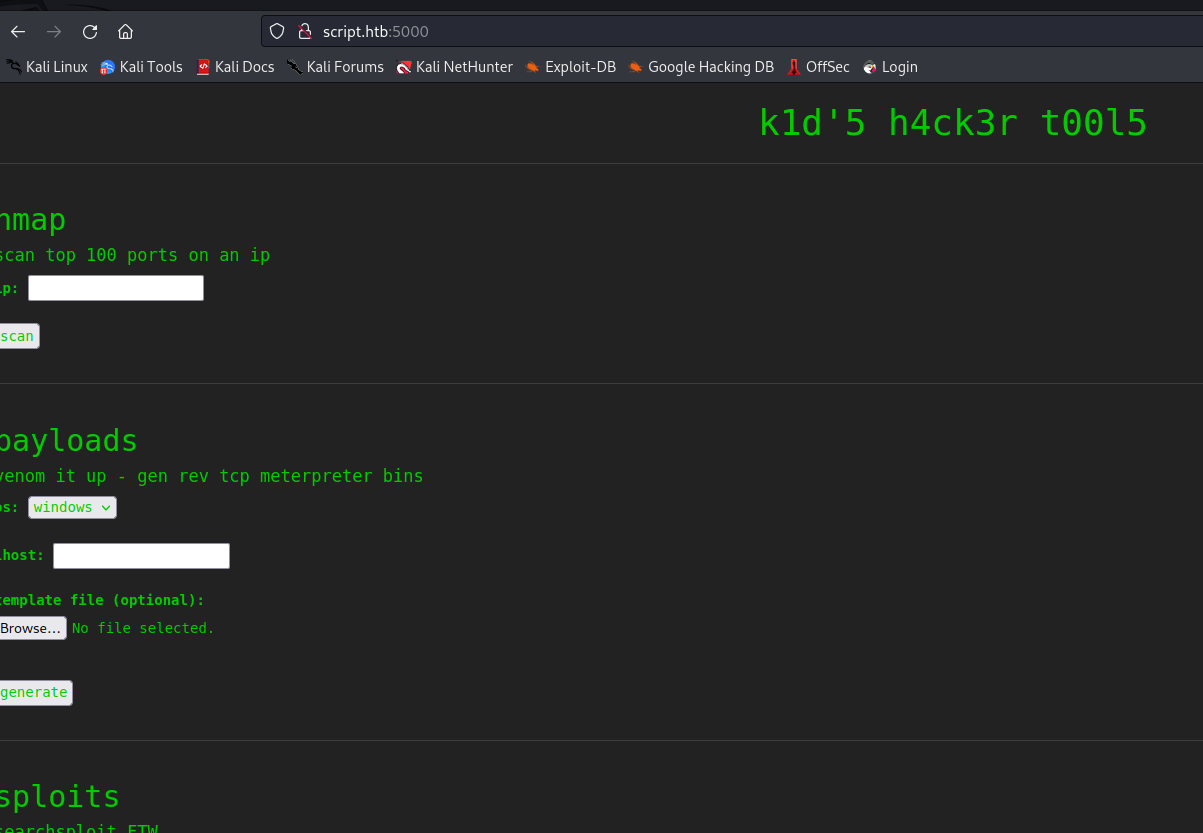 script.htb:5000
Kali Linux Kali Tools Kali Docs Kali Forums Kali NetHunter Exploit-DB Google Hacking DB OffSec Login
k1d'5 h4ck3r t00l5
nmap
scan top 100 ports on an ip
ip:
scan
payloads
venom it up - gen rev tcp meterpreter bins
os: windows
lhost:
template file (optional):
Browse... No file selected.
generate
sploits
searchsploit FTW